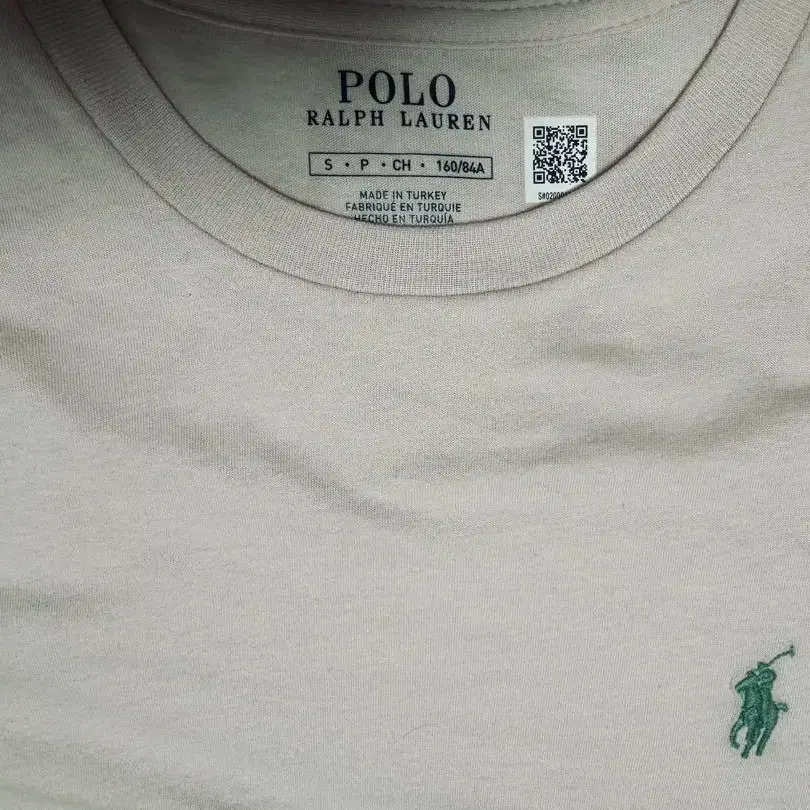 POLO
RALPH LAUREN
S • P • CH • 160/84A
MADE IN TURKEY
FABRIQUÉ EN TURQUIE
HECHO EN TURQUÍA